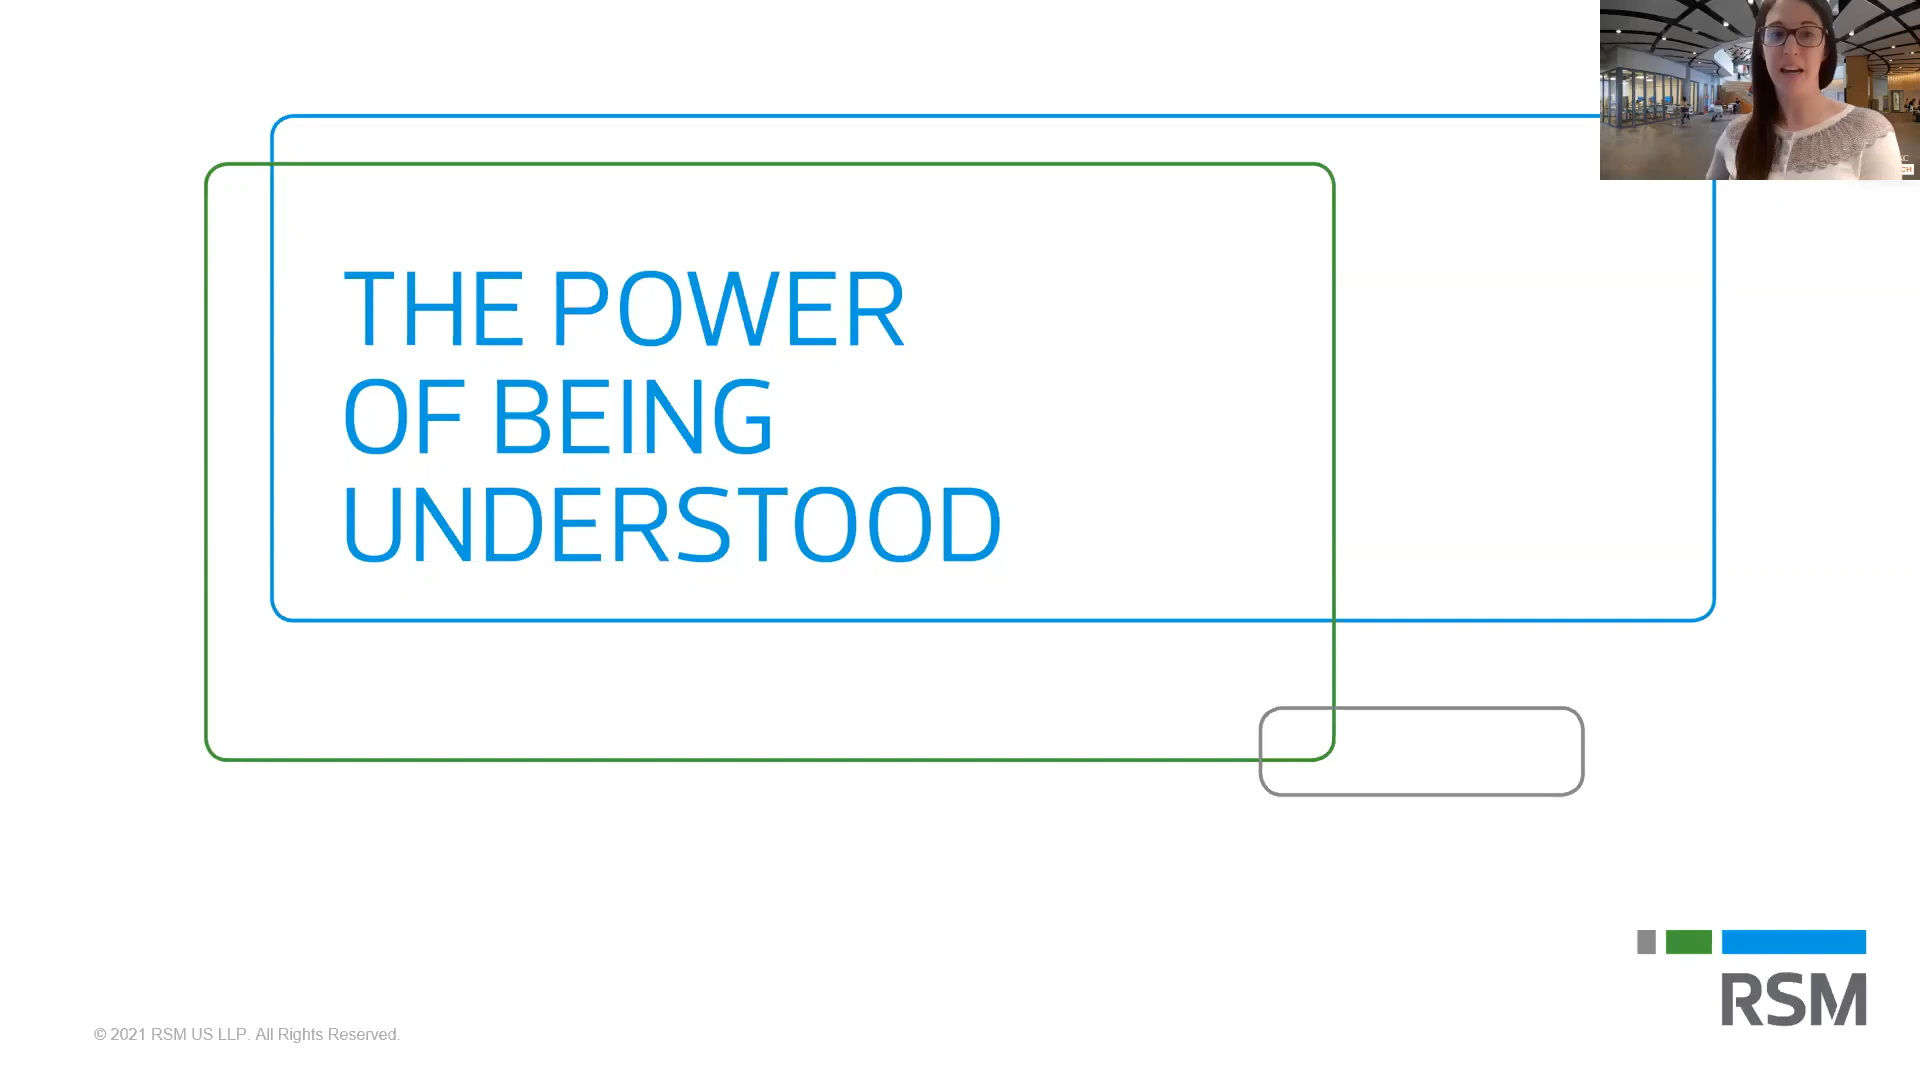 THE POWER
OF BEING
UNDERSTOOD
RSM
© 2021 RSM US LLP. All Rights Reserved.